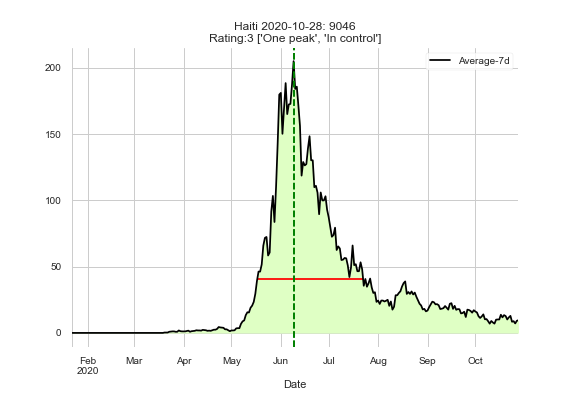 Haiti 2020-10-28: 9046
Rating:3 ['One peak', 'In control']
Average-7d
200
150
100
50
0
Feb Mar Apr May Jun Jul Aug Sep Oct
2020
Date